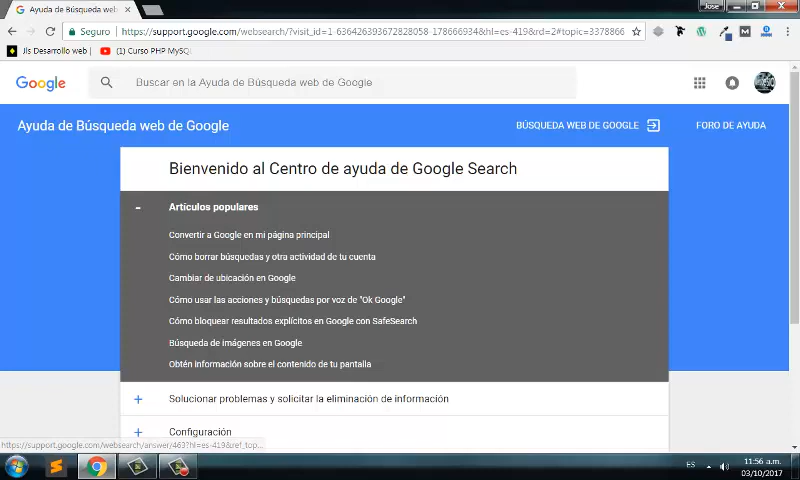 Jose
Ayuda de Búsqueda web d
Seguro
https://support.google.com/websearch/?visit_id=1-636426393672828058-178666934&hl=es-419&rd=2#topic=3378866
Jls Desarrollo web
(1) Curso PHP MySQ
Google
Buscar en la Ayuda de Búsqueda web de Google
Ayuda de Búsqueda web de Google
BÚSQUEDA WEB DE GOOGLE
FORO DE AYUDA
Bienvenido al Centro de ayuda de Google Search
Artículos populares
Convertir a Google en mi página principal
Cómo borrar búsquedas y otra actividad de tu cuenta
Cambiar de ubicación en Google
Cómo usar las acciones y búsquedas por voz de "Ok Google"
Cómo bloquear resultados explícitos en Google con SafeSearch
Búsqueda de imágenes en Google
Obtén información sobre el contenido de tu pantalla
Solucionar problemas y solicitar la eliminación de información
Configuración
https://support.google.com/websearch/answer/463?hl=es-419&ref_top...
ES
11:56 a.m.
03/10/2017